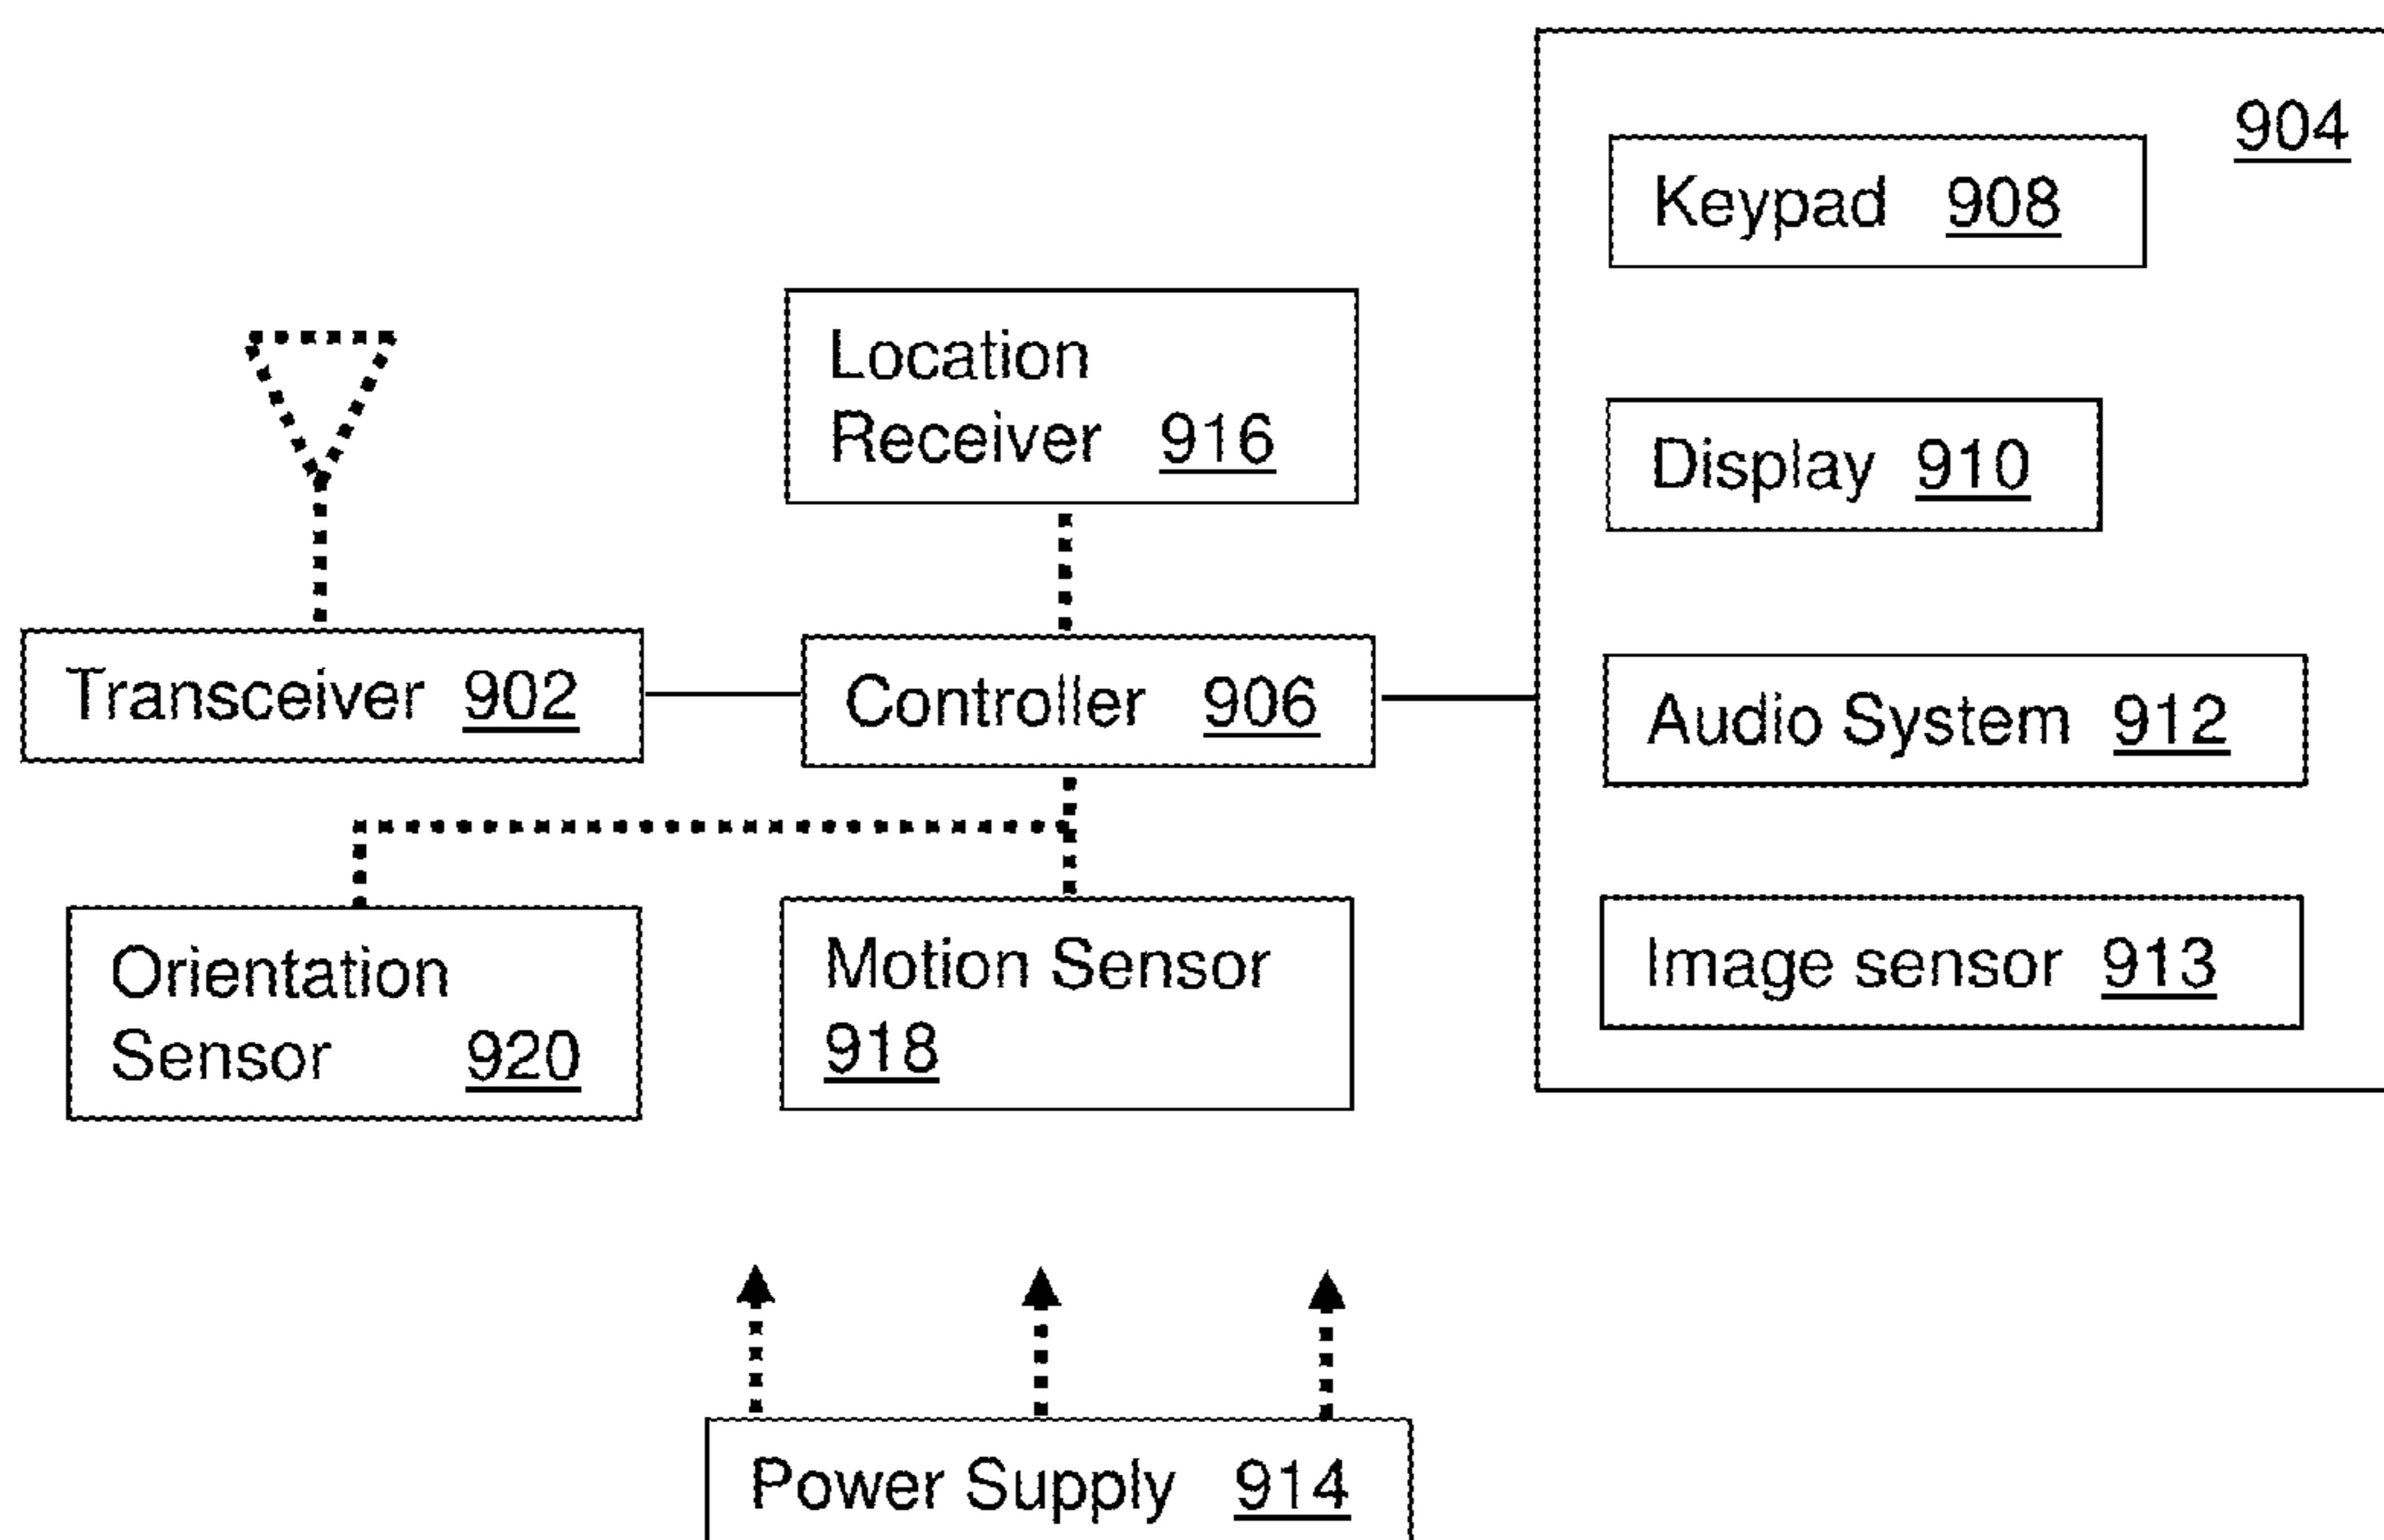 904
Keypad 908
Location
Receiver 916
Display 910
Transceiver 902
Controller 906
Audio System 912
Orientation
Sensor 920
Motion Sensor
918
Image sensor 913
Power Supply 914